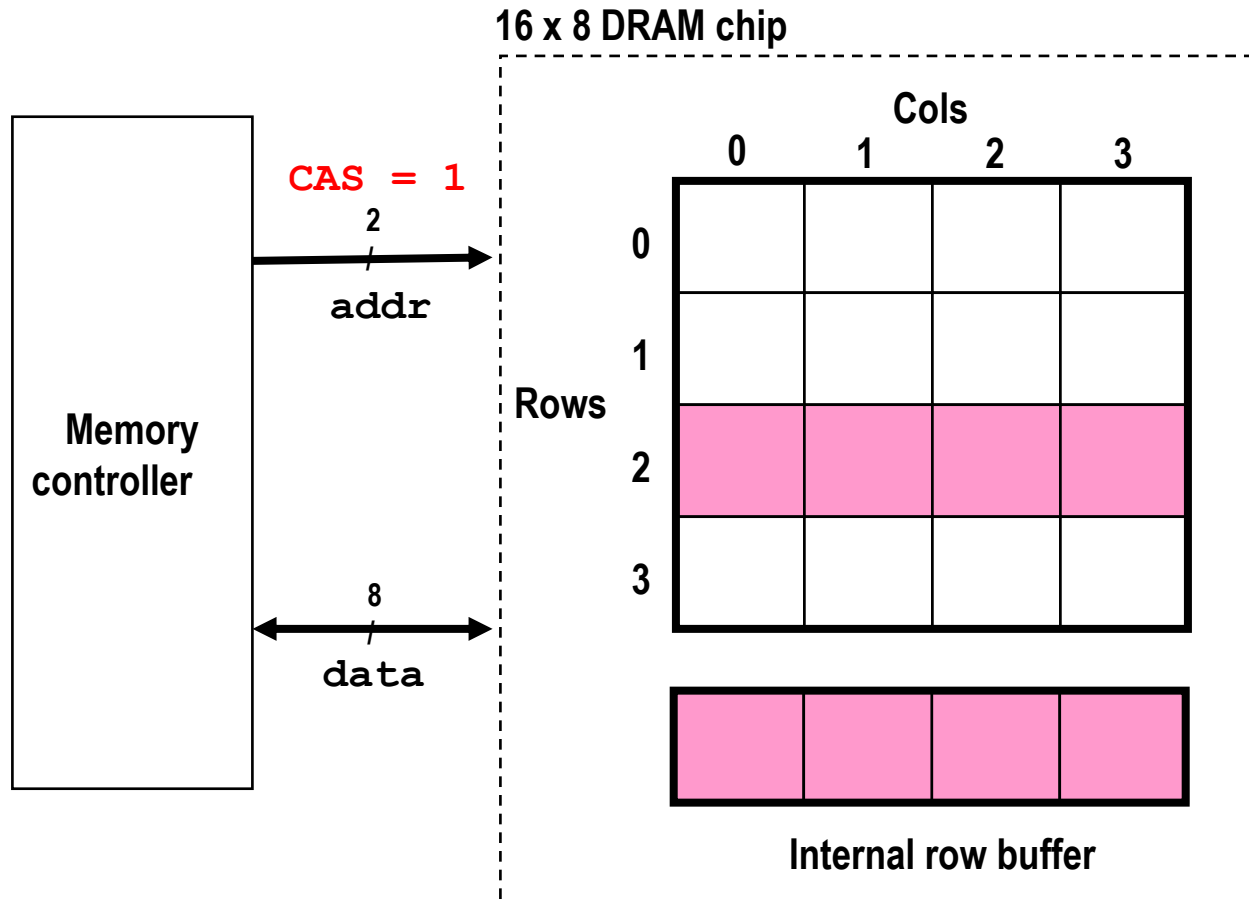 16 x 8 DRAM chip
Cols
0 1 2 3
CAS = 1
2
addr
0
1
Rows
2
3
Memory
controller
8
data
Internal row buffer